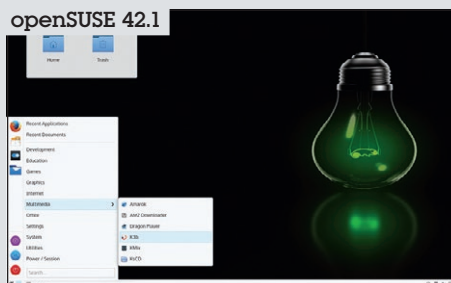 openSUSE 42.1
Home Trash
Recent Applications
Recent Documents
Development
Education
Games
Graphics
Internet
Multimedia
Office
Settings
System
Utilities
Power / Session
Search...
Amarok
AMZ Downloader
Dragon Player
K3b
KMix
KsCD